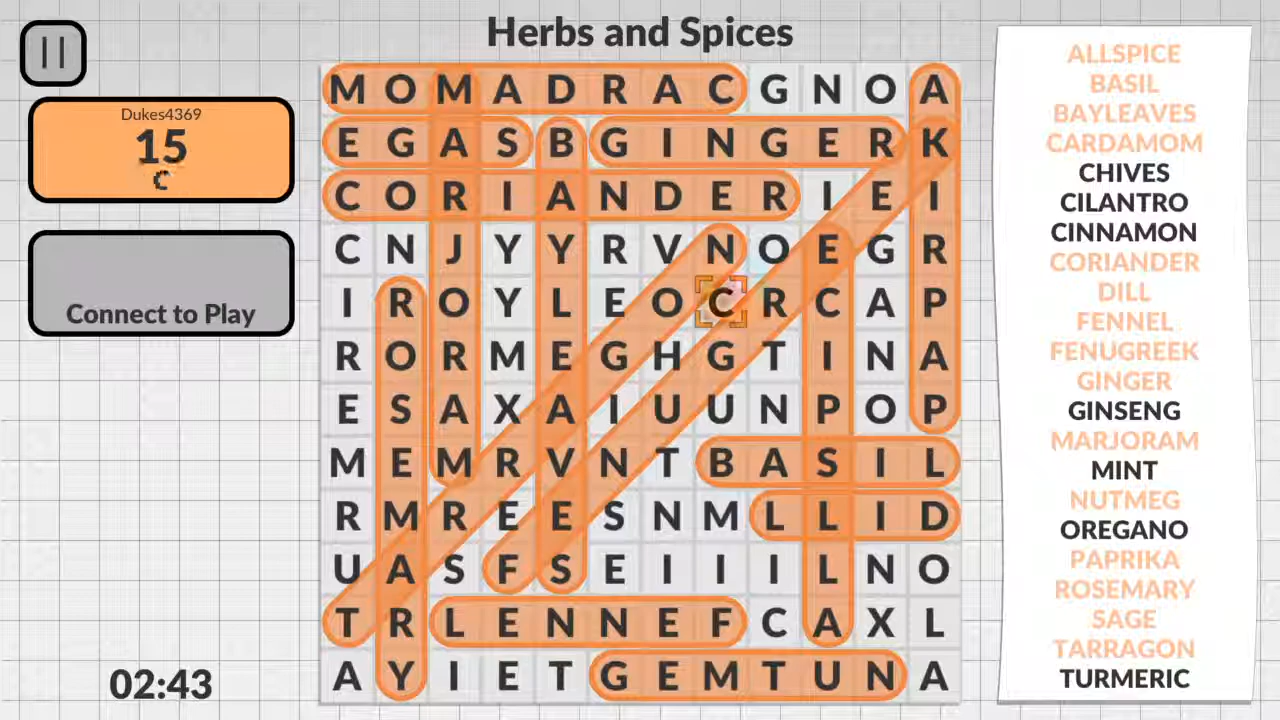 Herbs and Spices
Dukes4369
15
C
Connect to Play
02:43
M O M A D R A C G N O A
E G A S B G I N G E R K
C O R I A N D E R I E I
C N J Y Y R V N O E G R
I R O Y L E O C R C A P
R O R M E G H G T I N A
E S A X A I U U N P O P
M E M R V N T B A S I L
R M R E E S N M L L I D
U A S F S E I I I L N O
T R L E N N E F C A X L
A Y I E T G E M T U N A
ALLSPICE
BASIL
BAYLEAVES
CARDAMOM
CHIVES
CILANTRO
CINNAMON
CORIANDER
DILL
FENNEL
FENUGREEK
GINGER
GINSENG
MARJORAM
MINT
NUTMEG
OREGANO
PAPRIKA
ROSEMARY
SAGE
TARRAGON
TURMERIC